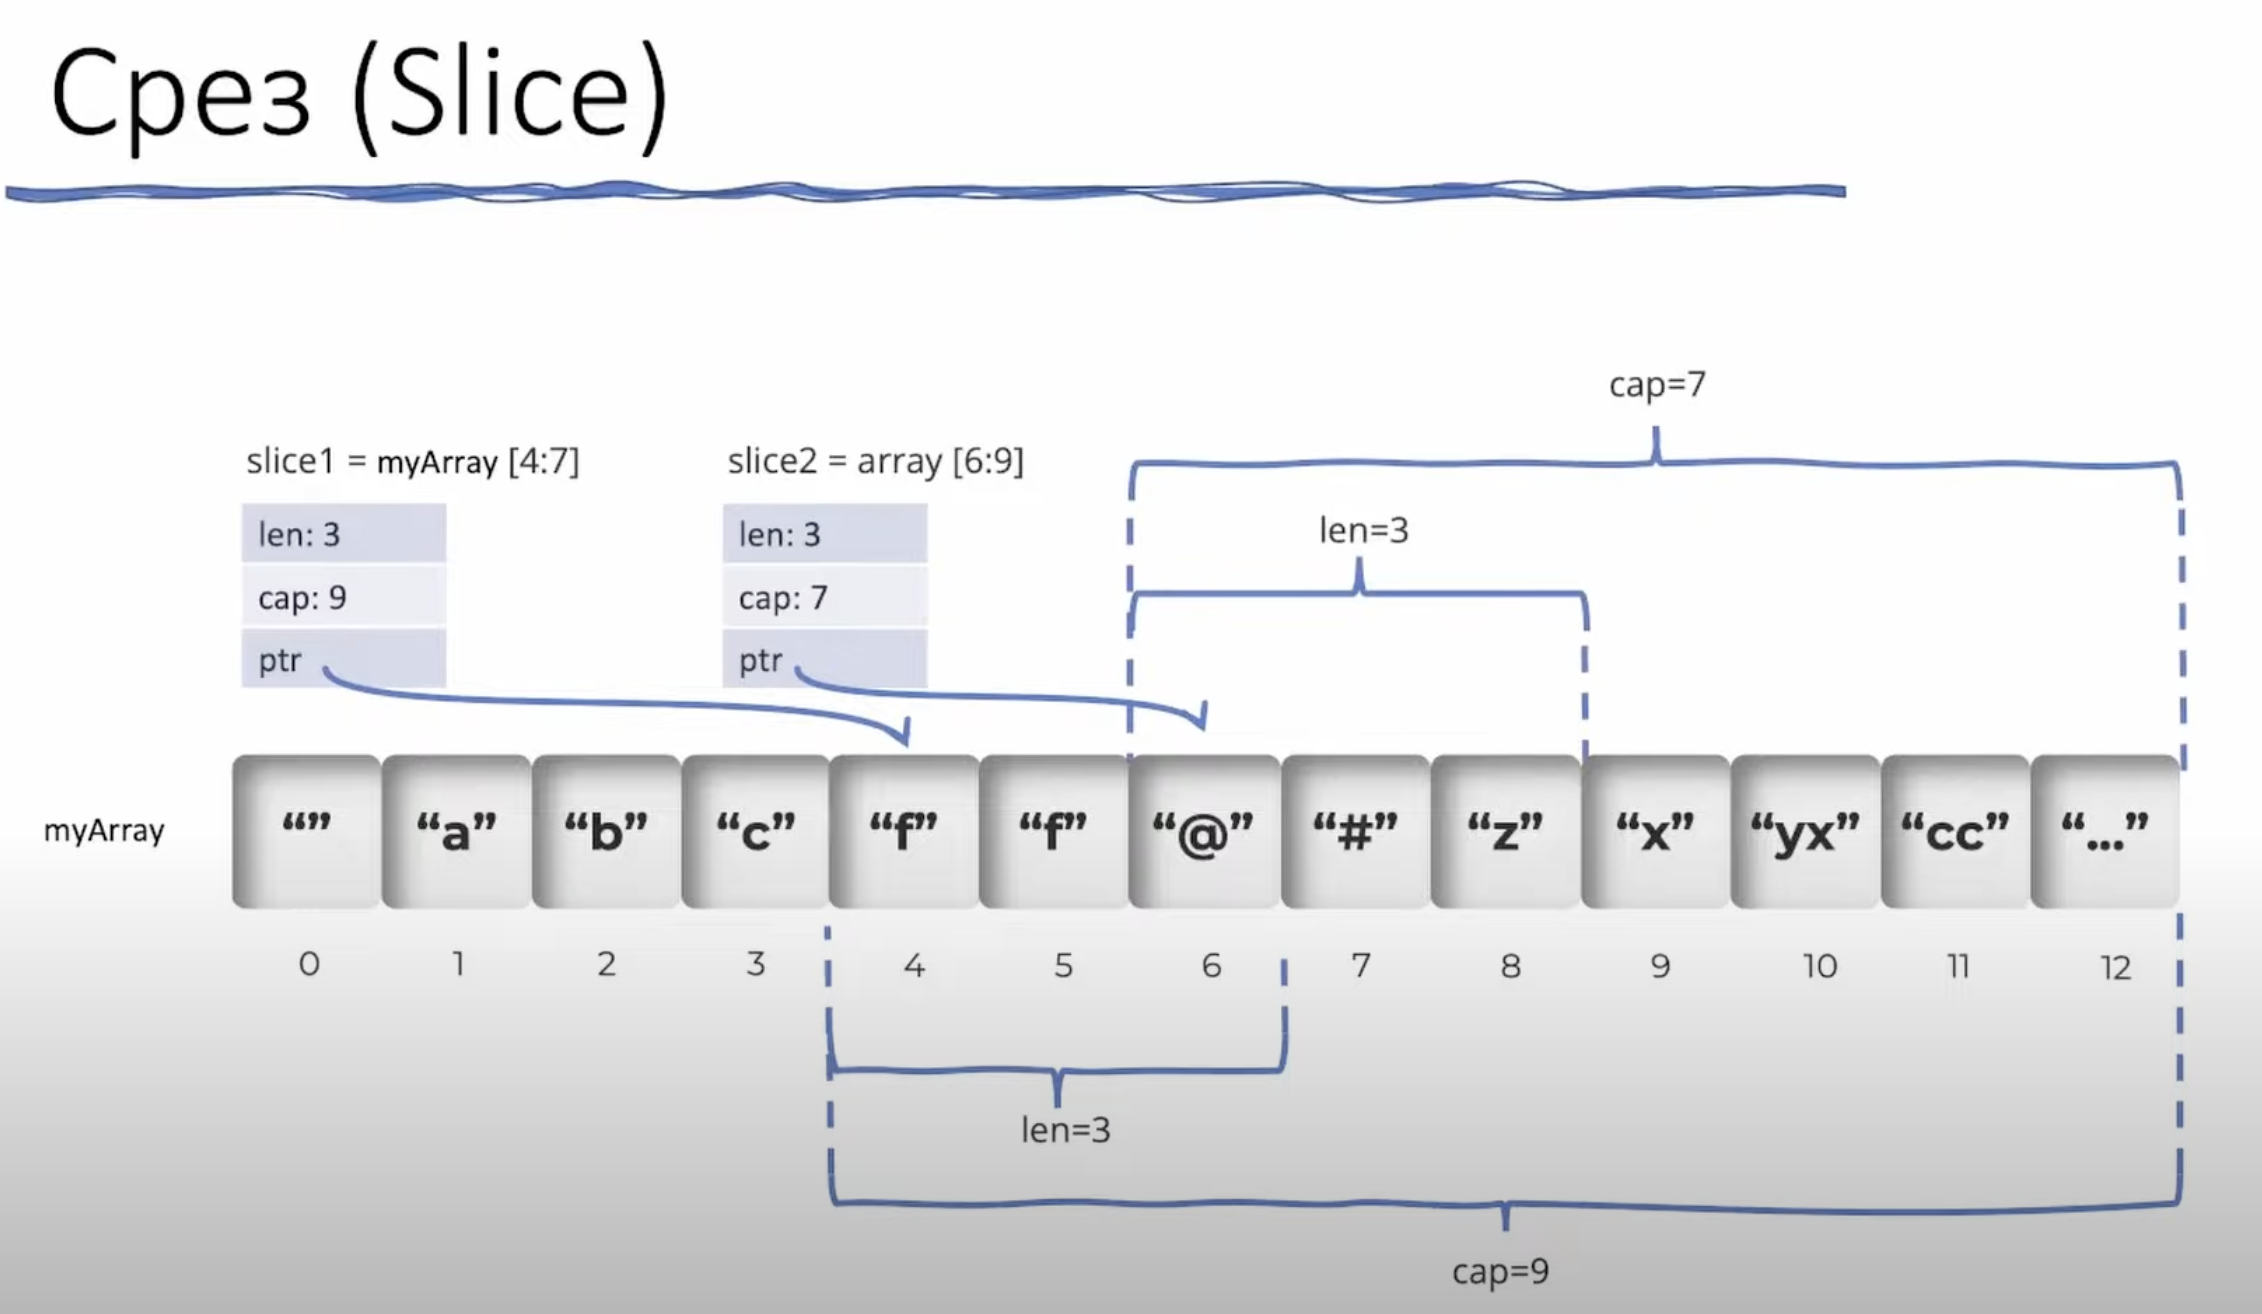 Срез (Slice)
cap=7
slice1 = myArray [4:7]
slice2 = array [6:9]
len: 3
len: 3
len=3
cap: 9
cap: 7
ptr
ptr
myArray
“” “a” “b” “c” “f” “f” “@” “#” “z” “x” “yx” “cc” “...”
0 1 2 3 4 5 6 7 8 9 10 11 12
len=3
cap=9